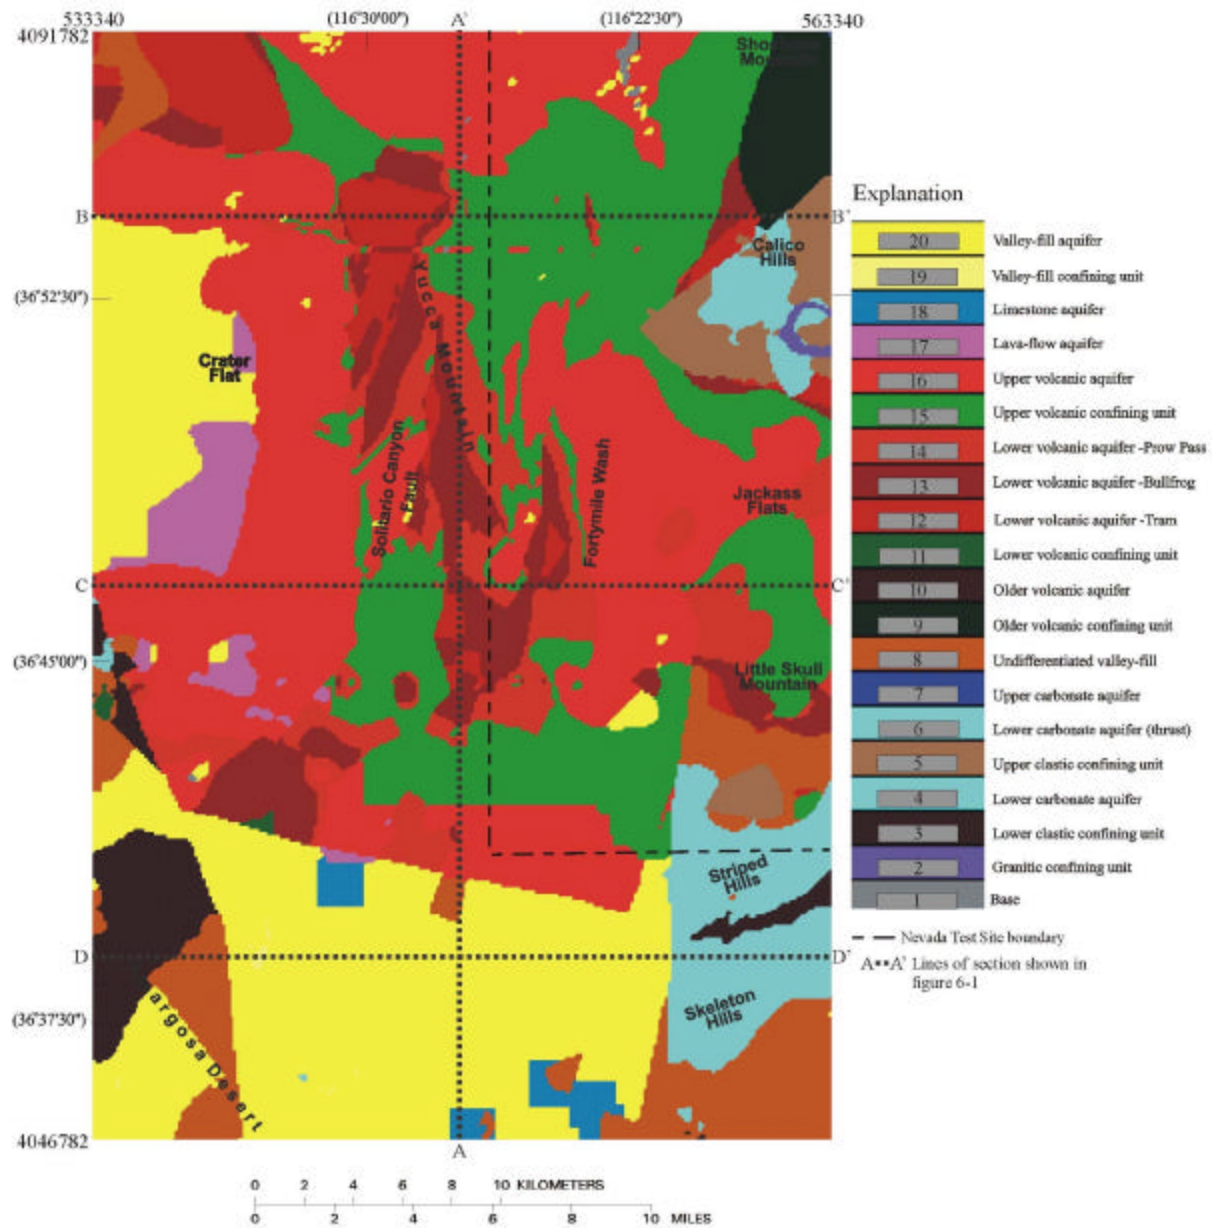 533340 (116°30'00") A' (116°22'30") 563340
4091782
Sho
Mo
B B'
Calico
Hills
(36°52'30")
Yucca Mountain
Crater
Flat
Solitario Canyon
Fault
Fortymile Wash
Jackass
Flats
C C'
(36°45'00")
Little Skull
Mountain
Striped
Hills
D D'
Skeleton
Hills
(36°37'30")
argosa Desert
4046782
A
0 2 4 6 8 10 KILOMETERS
0 2 4 6 8 10 MILES
Explanation
20 Valley-fill aquifer
19 Valley-fill confining unit
18 Limestone aquifer
17 Lava-flow aquifer
16 Upper volcanic aquifer
15 Upper volcanic confining unit
14 Lower volcanic aquifer -Prow Pass
13 Lower volcanic aquifer -Bullfrog
12 Lower volcanic aquifer -Tram
11 Lower volcanic confining unit
10 Older volcanic aquifer
9 Older volcanic confining unit
8 Undifferentiated valley-fill
7 Upper carbonate aquifer
6 Lower carbonate aquifer (thrust)
5 Upper clastic confining unit
4 Lower carbonate aquifer
3 Lower clastic confining unit
2 Granitic confining unit
1 Base
Nevada Test Site boundary
A••A' Lines of section shown in
figure 6-1